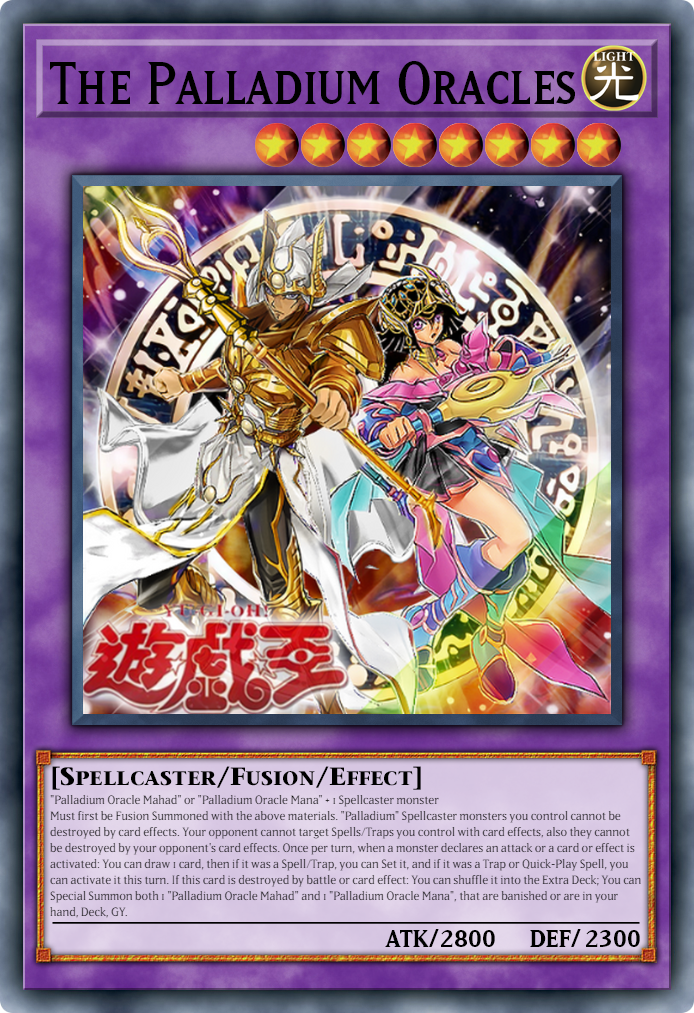 The Palladium Oracles
LIGHT
光
[Spellcaster/Fusion/Effect]
"Palladium Oracle Mahad" or "Palladium Oracle Mana" + 1 Spellcaster monster
Must first be Fusion Summoned with the above materials. "Palladium" Spellcaster monsters you control cannot be
destroyed by card effects. Your opponent cannot target Spells/Traps you control with card effects, also they cannot
be destroyed by your opponent's card effects. Once per turn, when a monster declares an attack or a card or effect is
activated: You can draw 1 card, then if it was a Spell/Trap, you can Set it, and if it was a Trap or Quick-Play Spell, you
can activate it this turn. If this card is destroyed by battle or card effect: You can shuffle it into the Extra Deck; You can
Special Summon both 1 "Palladium Oracle Mahad" and 1 "Palladium Oracle Mana", that are banished or are in your
hand, Deck, GY.
ATK/2800 DEF/2300
YU-GI-OH!
遊戯王